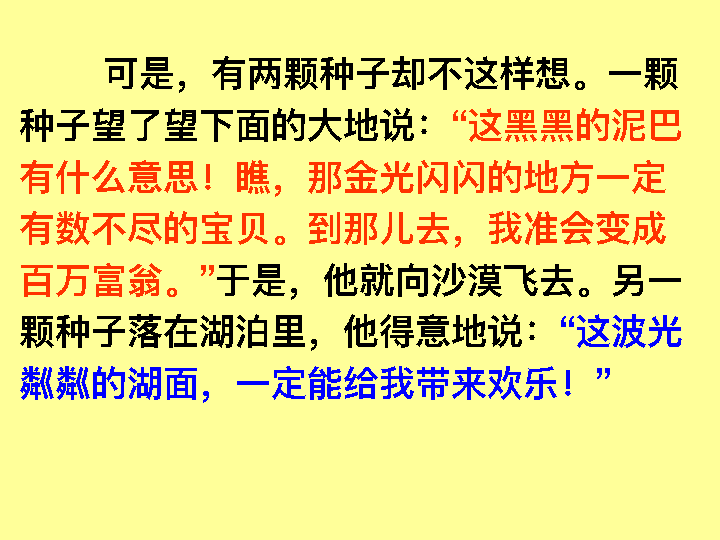 可是，有两颗种子却不这样想。一颗
种子望了望下面的大地说：“这黑黑的泥巴
有什么意思！瞧，那金光闪闪的地方一定
有数不尽的宝贝。到那儿去，我准会变成
百万富翁。”于是，他就向沙漠飞去。另一
颗种子落在湖泊里，他得意地说：“这波光
粼粼的湖面，一定能给我带来欢乐！”